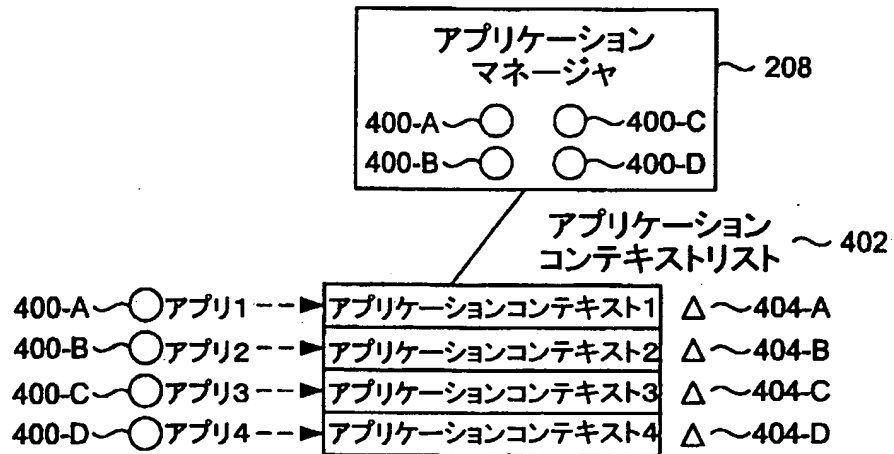 アプリケーション
マネージャ
208
400-A 400-C
400-B 400-D
アプリケーション
コンテキストリスト
402
400-A アプリ1 アプリケーションコンテキスト1 404-A
400-B アプリ2 アプリケーションコンテキスト2 404-B
400-C アプリ3 アプリケーションコンテキスト3 404-C
400-D アプリ4 アプリケーションコンテキスト4 404-D